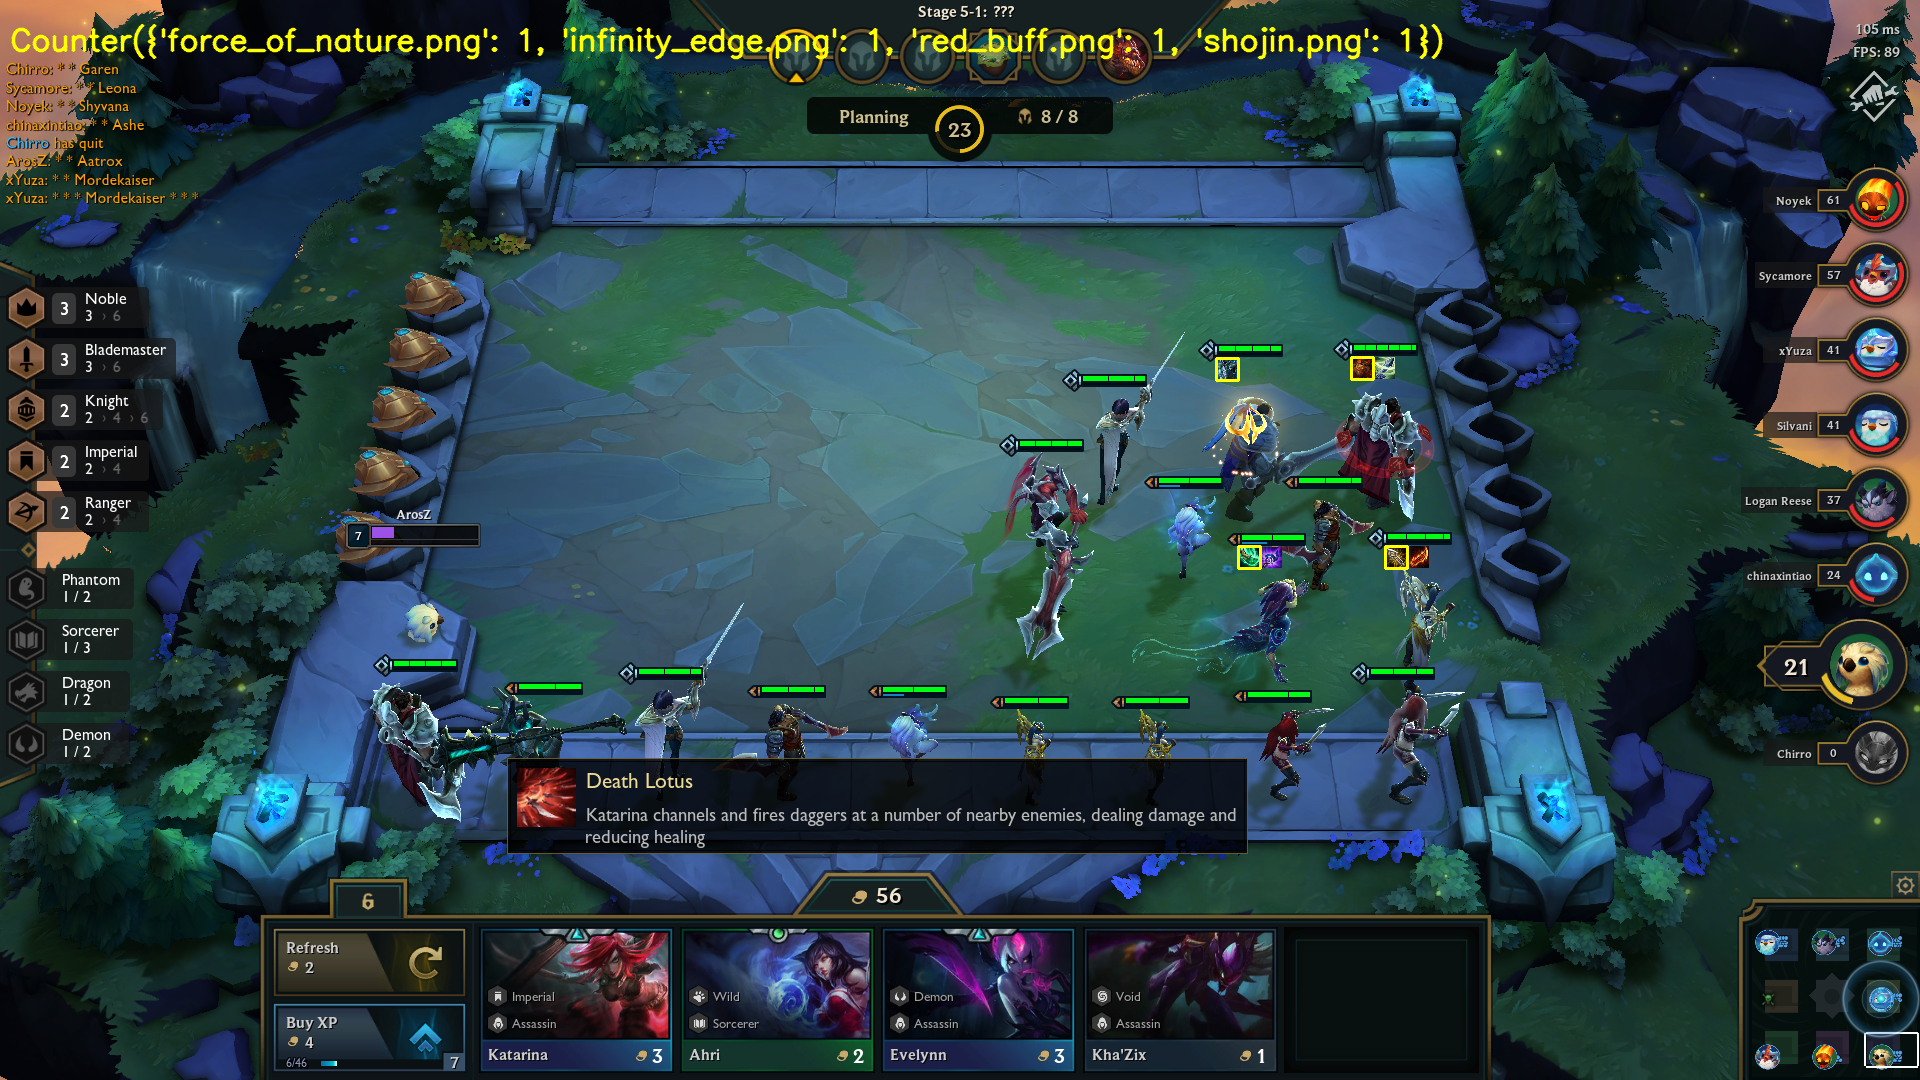 Stage 5-1: ???
Counter({'force_of_nature.png': 1, 'infinity_edge.png': 1, 'red_buff.png': 1, 'shojin.png': 1})
105 ms
FPS: 89
Chirro: * * Garen
Sycamore: * * Leona
Noyek: * * Shyvana
chinaxintiao: * * Ashe
Chirro has quit
ArosZ: * * Aatrox
xYuza: * * Mordekaiser
xYuza: * * * Mordekaiser * * *
Planning
23
8 / 8
Noyek 61
Sycamore 57
xYuza 41
Silvani 41
Logan Reese 37
chinaxintiao 24
21
Chirro 0
3 Noble
3 › 6
3 Blademaster
3 › 6
2 Knight
2 › 4 › 6
2 Imperial
2 › 4
2 Ranger
2 › 4
Phantom
1 / 2
Sorcerer
1 / 3
Dragon
1 / 2
Demon
1 / 2
ArosZ
7
Death Lotus
Katarina channels and fires daggers at a number of nearby enemies, dealing damage and
reducing healing
6
56
Refresh
2
Buy XP
4
6/46
7
Imperial
Assassin
Katarina 3
Wild
Sorcerer
Ahri 2
Demon
Assassin
Evelynn 3
Void
Assassin
Kha'Zix 1